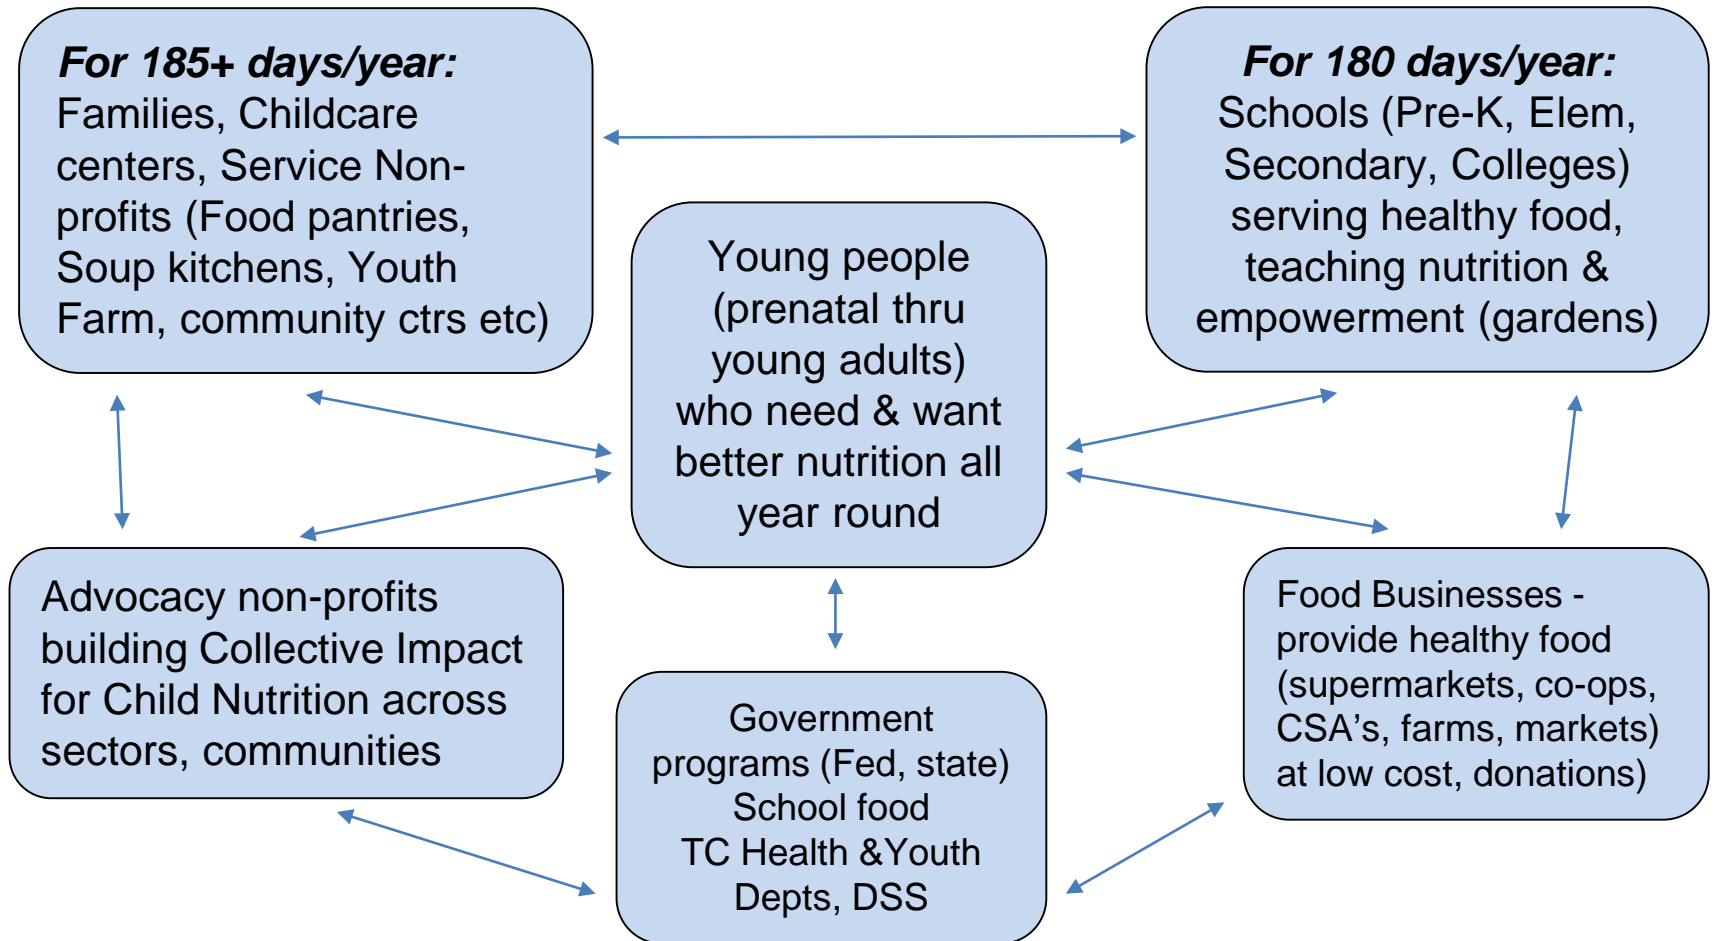 For 185+ days/year:
Families, Childcare
centers, Service Non-
profits (Food pantries,
Soup kitchens, Youth
Farm, community ctrs etc)
For 180 days/year:
Schools (Pre-K, Elem,
Secondary, Colleges)
serving healthy food,
teaching nutrition &
empowerment (gardens)
Young people
(prenatal thru
young adults)
who need & want
better nutrition all
year round
Advocacy non-profits
building Collective Impact
for Child Nutrition across
sectors, communities
Government
programs (Fed, state)
School food
TC Health &Youth
Depts, DSS
Food Businesses -
provide healthy food
(supermarkets, co-ops,
CSA's, farms, markets)
at low cost, donations)